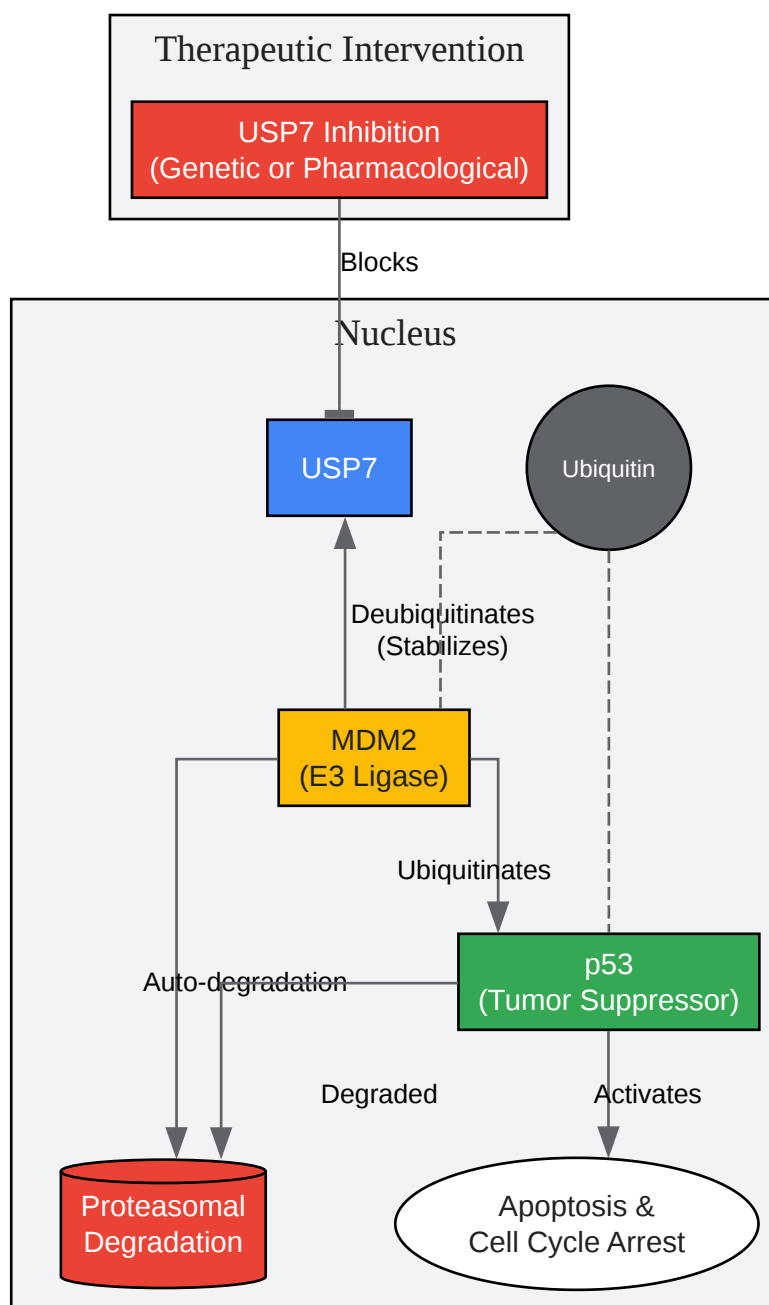 Therapeutic Intervention
USP7 Inhibition
(Genetic or Pharmacological)
Blocks
Nucleus
USP7
Ubiquitin
Deubiquitinates
(Stabilizes)
MDM2
(E3 Ligase)
Ubiquitinates
p53
(Tumor Suppressor)
Auto-degradation
Degraded
Activates
Proteasomal
Degradation
Apoptosis &
Cell Cycle Arrest